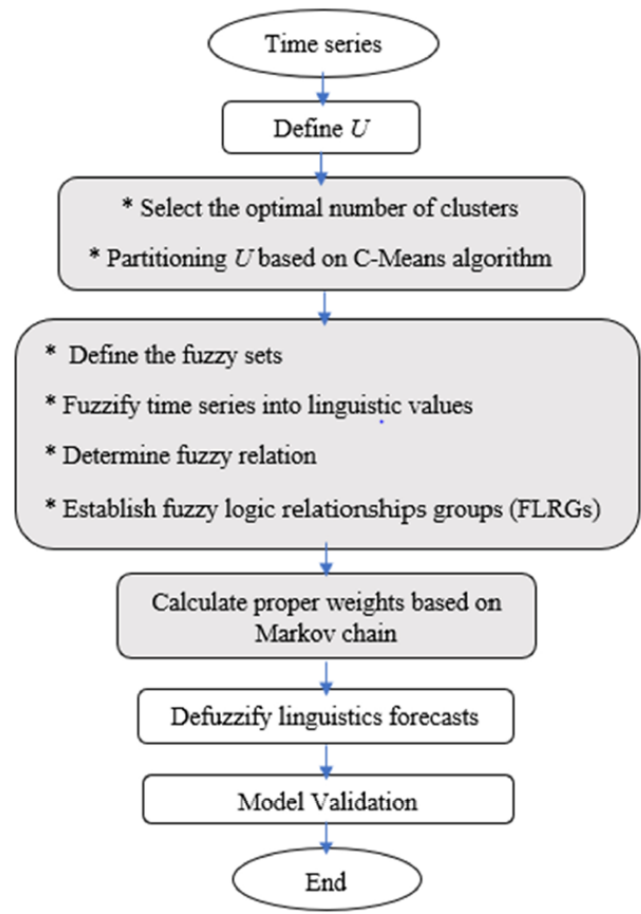 Time series
Define U
* Select the optimal number of clusters
* Partitioning U based on C-Means algorithm
* Define the fuzzy sets
* Fuzzify time series into linguistic values
* Determine fuzzy relation
* Establish fuzzy logic relationships groups (FLRGs)
Calculate proper weights based on
Markov chain
Defuzzify linguistics forecasts
Model Validation
End